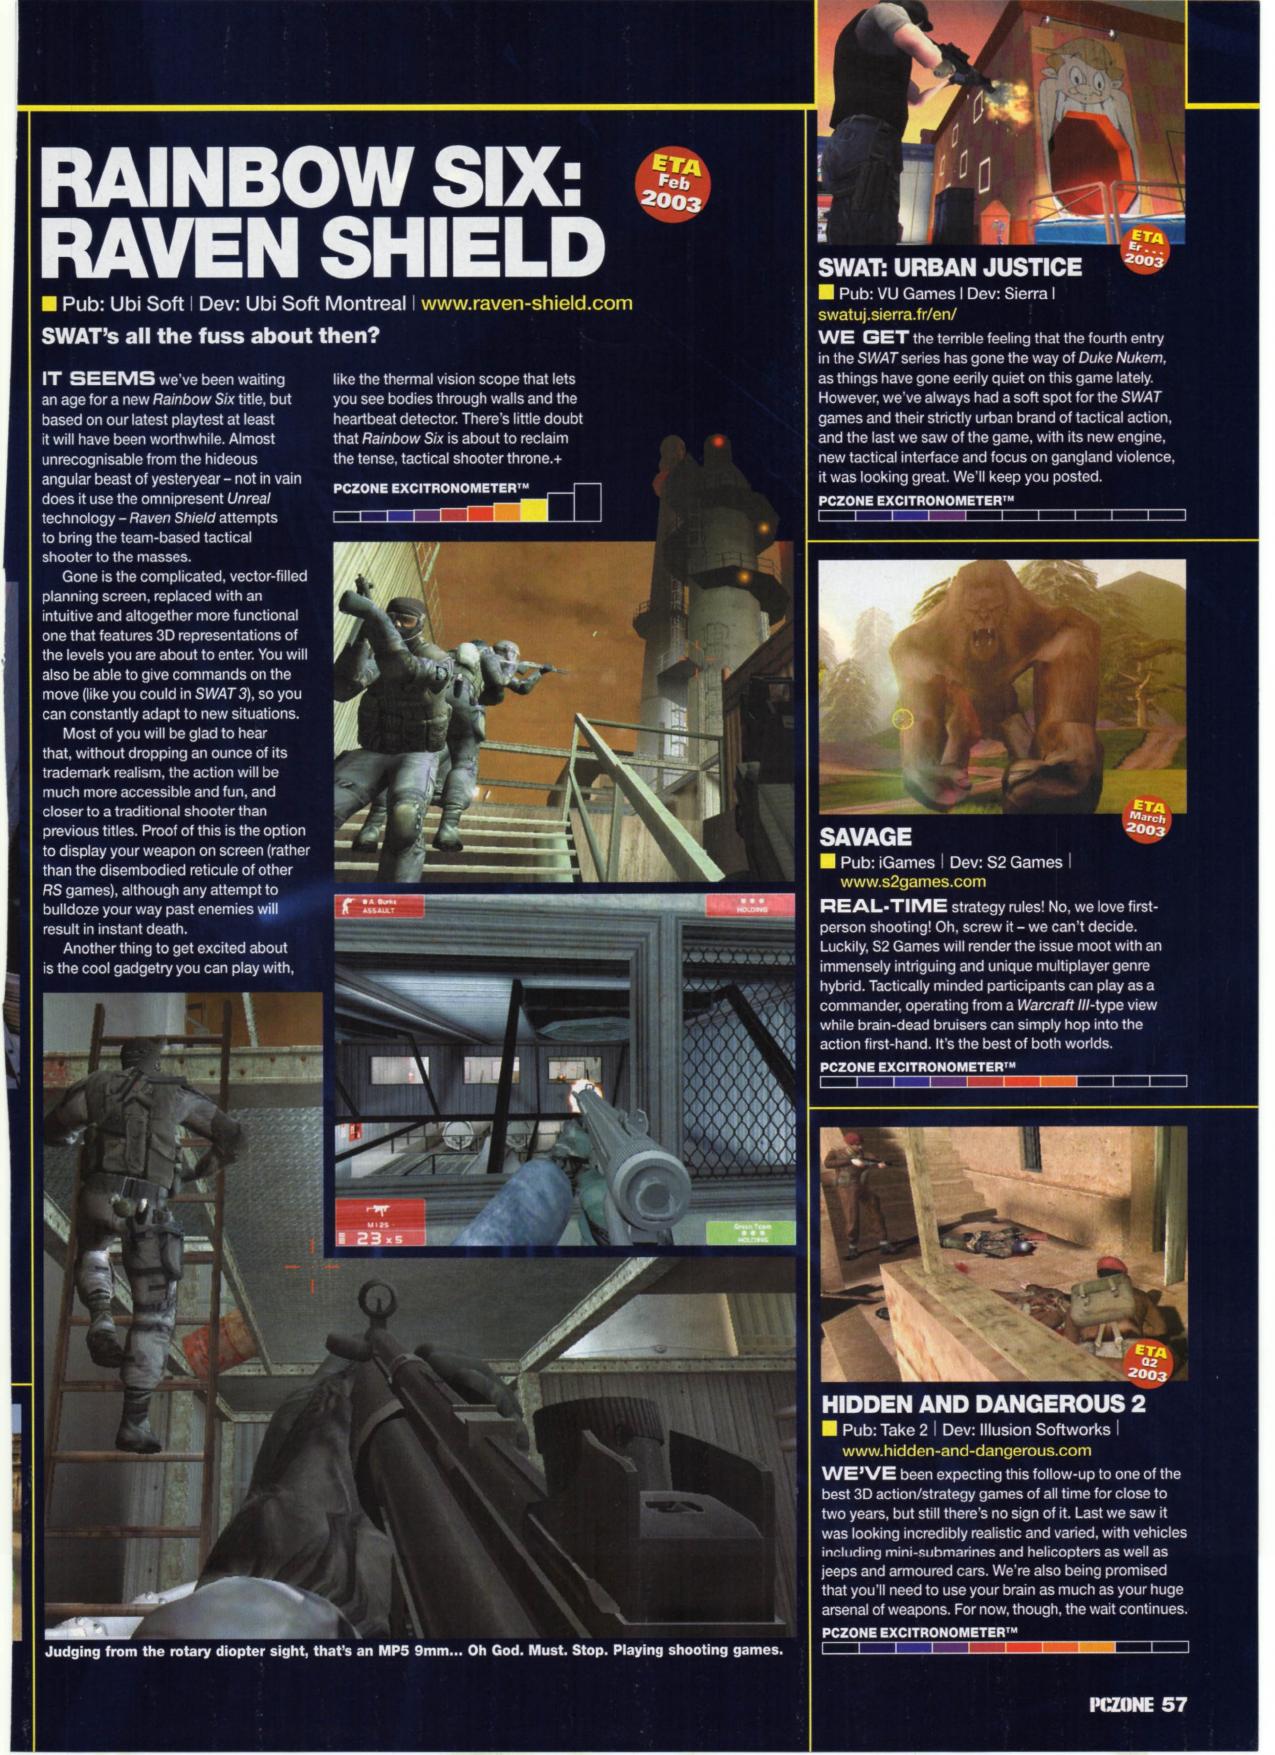 RAINBOW SIX:
RAVEN SHIELD
ETA
Feb
2003
Pub: Ubi Soft | Dev: Ubi Soft Montreal | www.raven-shield.com
SWAT's all the fuss about then?
IT SEEMS we've been waiting
an age for a new Rainbow Six title, but
based on our latest playtest at least
it will have been worthwhile. Almost
unrecognisable from the hideous
angular beast of yesteryear – not in vain
does it use the omnipresent Unreal
technology – Raven Shield attempts
to bring the team-based tactical
shooter to the masses.
Gone is the complicated, vector-filled
planning screen, replaced with an
intuitive and altogether more functional
one that features 3D representations of
the levels you are about to enter. You will
also be able to give commands on the
move (like you could in SWAT 3), so you
can constantly adapt to new situations.
Most of you will be glad to hear
that, without dropping an ounce of its
trademark realism, the action will be
much more accessible and fun, and
closer to a traditional shooter than
previous titles. Proof of this is the option
to display your weapon on screen (rather
than the disembodied reticule of other
RS games), although any attempt to
bulldoze your way past enemies will
result in instant death.
Another thing to get excited about
is the cool gadgetry you can play with,
like the thermal vision scope that lets
you see bodies through walls and the
heartbeat detector. There's little doubt
that Rainbow Six is about to reclaim
the tense, tactical shooter throne.+
PCZONE EXCITRONOMETER™
A. Burks
ASSAULT
HOLDING
M12S
23 x 5
Green Team
HOLDING
Judging from the rotary diopter sight, that's an MP5 9mm... Oh God. Must. Stop. Playing shooting games.
ETA
Er...
2003
SWAT: URBAN JUSTICE
Pub: VU Games | Dev: Sierra |
swatuj.sierra.fr/en/
WE GET the terrible feeling that the fourth entry
in the SWAT series has gone the way of Duke Nukem,
as things have gone eerily quiet on this game lately.
However, we've always had a soft spot for the SWAT
games and their strictly urban brand of tactical action,
and the last we saw of the game, with its new engine,
new tactical interface and focus on gangland violence,
it was looking great. We'll keep you posted.
PCZONE EXCITRONOMETER™
ETA
March
2003
SAVAGE
Pub: iGames | Dev: S2 Games |
www.s2games.com
REAL-TIME strategy rules! No, we love first-
person shooting! Oh, screw it – we can't decide.
Luckily, S2 Games will render the issue moot with an
immensely intriguing and unique multiplayer genre
hybrid. Tactically minded participants can play as a
commander, operating from a Warcraft III-type view
while brain-dead bruisers can simply hop into the
action first-hand. It's the best of both worlds.
PCZONE EXCITRONOMETER™
ETA
Q2
2003
HIDDEN AND DANGEROUS 2
Pub: Take 2 | Dev: Illusion Softworks |
www.hidden-and-dangerous.com
WE'VE been expecting this follow-up to one of the
best 3D action/strategy games of all time for close to
two years, but still there's no sign of it. Last we saw it
was looking incredibly realistic and varied, with vehicles
including mini-submarines and helicopters as well as
jeeps and armoured cars. We're also being promised
that you'll need to use your brain as much as your huge
arsenal of weapons. For now, though, the wait continues.
PCZONE EXCITRONOMETER™
PCZONE 57